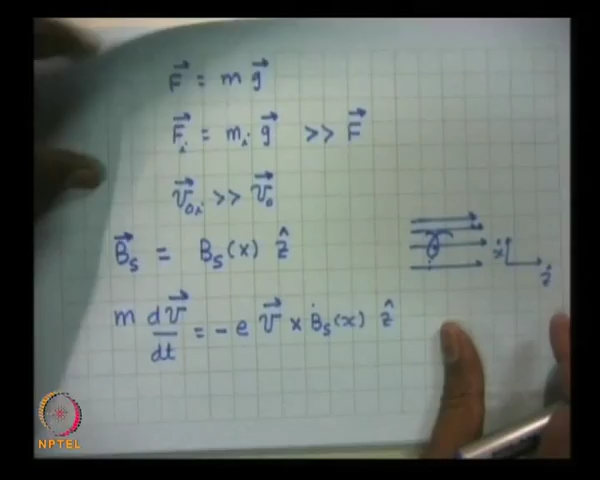 F⃗ = m g⃗
F⃗ᵢ = mᵢ g⃗ >> F⃗
v⃗₀ᵢ >> v⃗₀
B⃗ₛ = Bₛ(x) ẑ
x̂
ẑ
m dv⃗/dt = - e v⃗ × Bₛ(x) ẑ
NPTEL